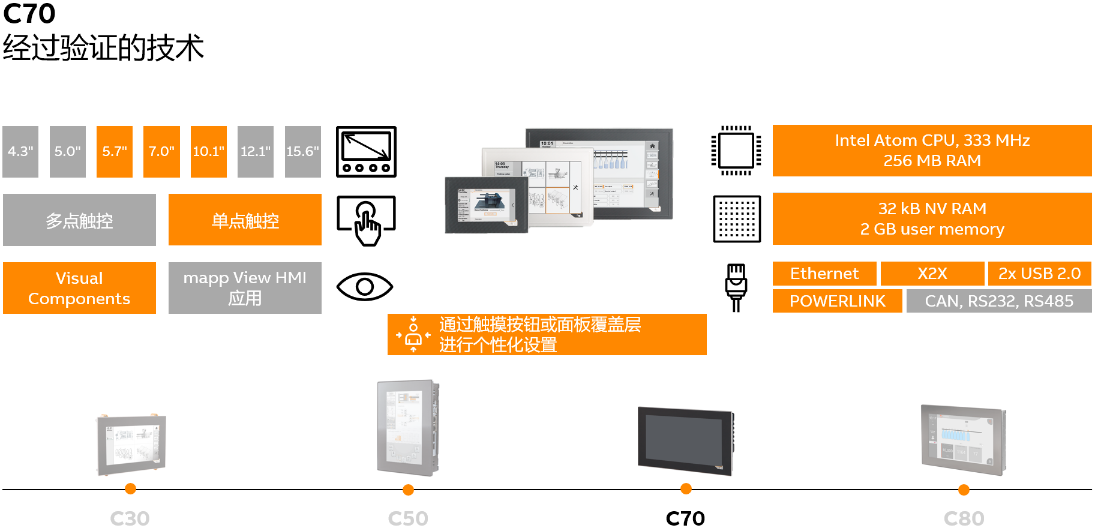 C70
经过验证的技术
4.3" 5.0" 5.7" 7.0" 10.1" 12.1" 15.6"
多点触控 单点触控
Visual
Components
mapp View HMI
应用
Intel Atom CPU, 333 MHz
256 MB RAM
32 kB NV RAM
2 GB user memory
Ethernet X2X 2x USB 2.0
POWERLINK CAN, RS232, RS485
通过触摸按钮或面板覆盖层
进行个性化设置
C30 C50 C70 C80